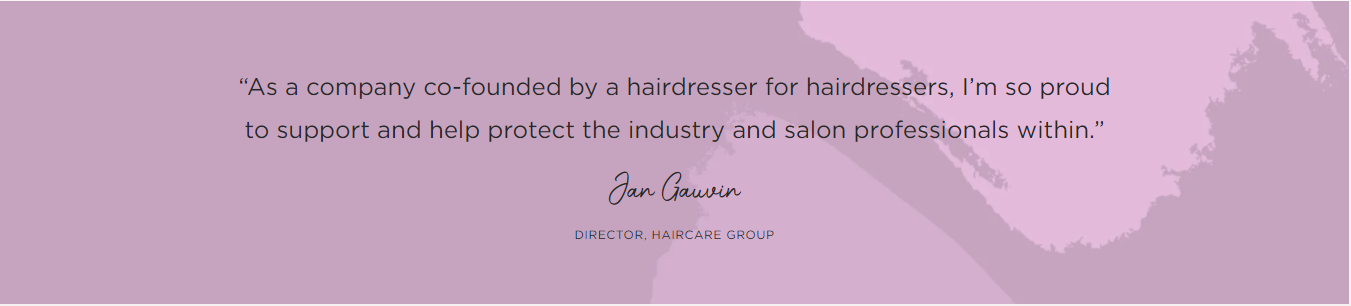 “As a company co-founded by a hairdresser for hairdressers, I’m so proud
to support and help protect the industry and salon professionals within.”
Jan Gauvin
DIRECTOR, HAIRCARE GROUP